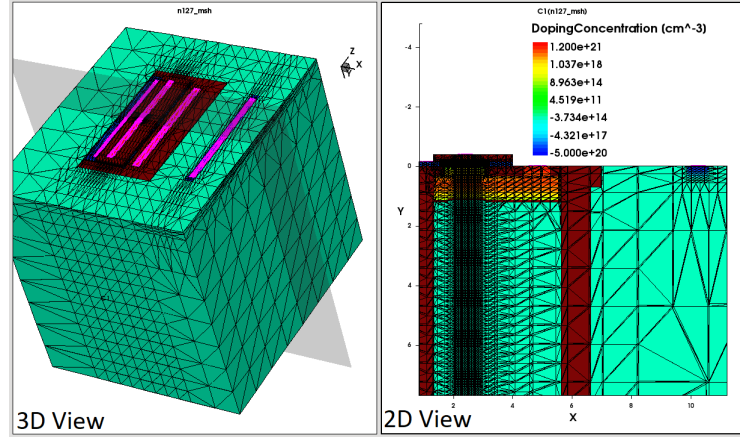 n127_msh
Z
X
3D View
C1(n127_msh)
DopingConcentration (cm^-3)
1.200e+21
1.037e+18
8.963e+14
4.519e+11
-3.734e+14
-4.321e+17
-5.000e+20
-4
-2
0
Y
2
4
6
2
4
6
8
10
X
2D View